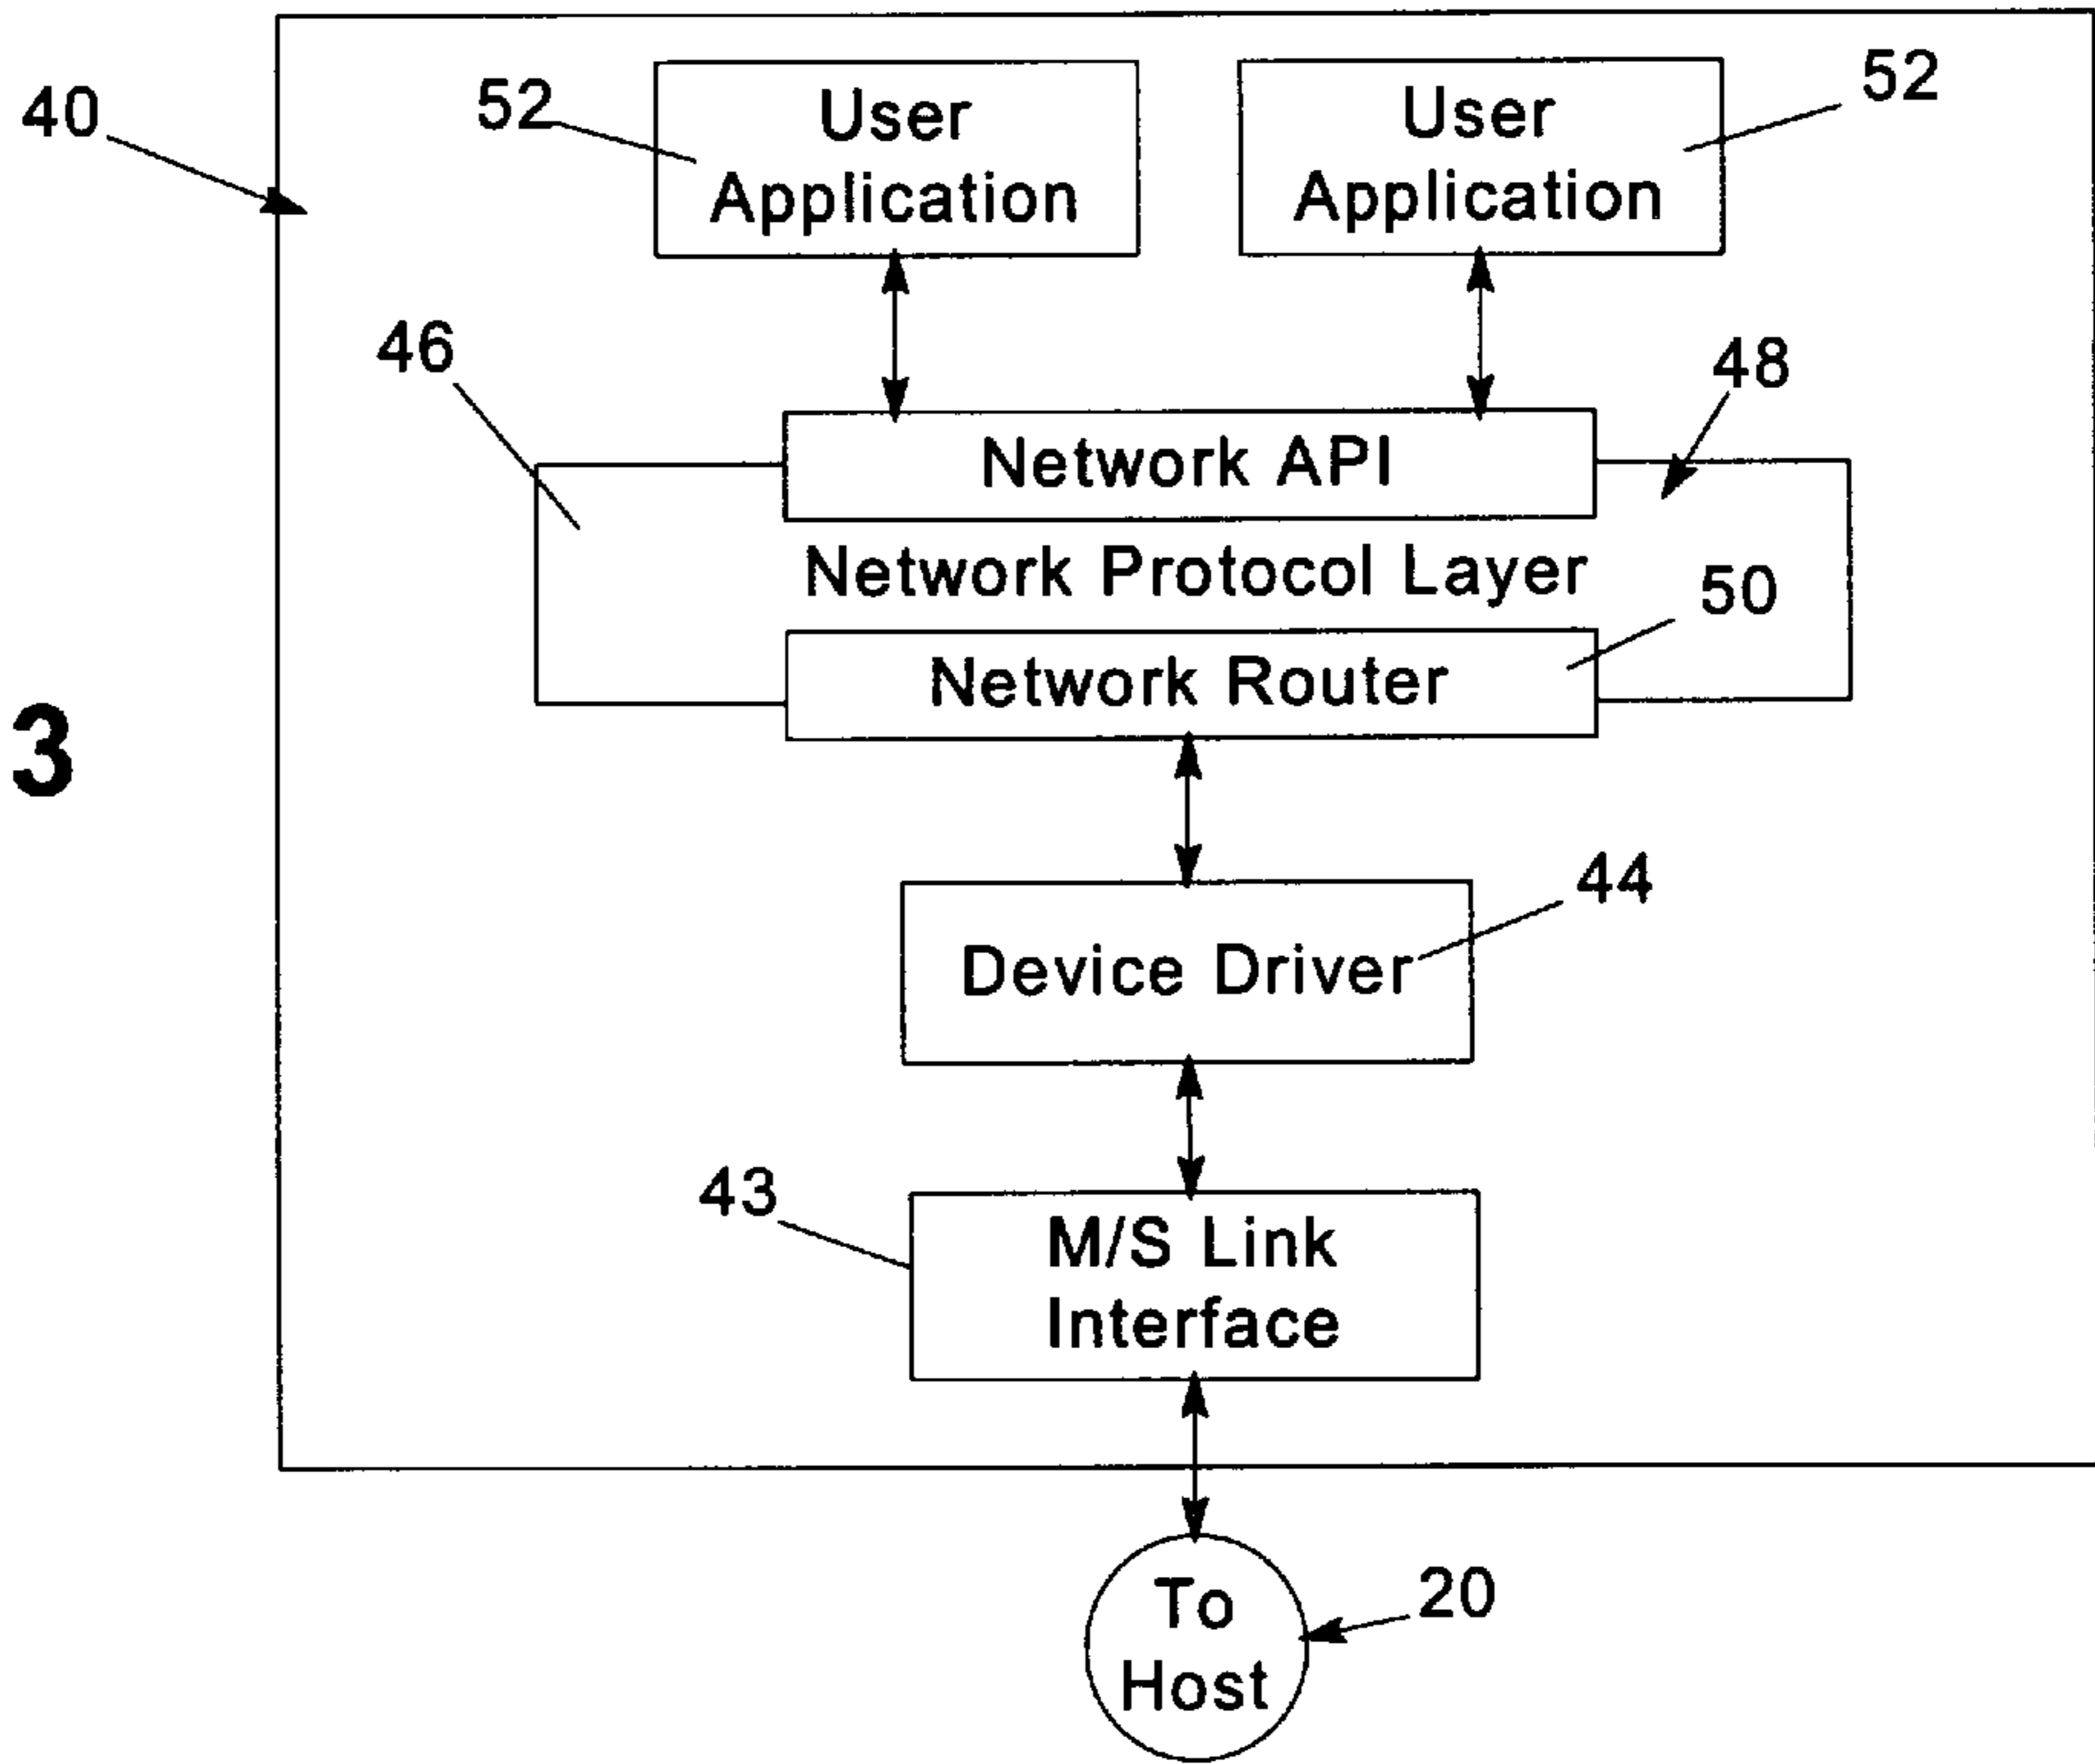 40
52
User
Application
User
Application
52
46
48
Network API
Network Protocol Layer
50
Network Router
3
44
Device Driver
43
M/S Link
Interface
To
Host
20